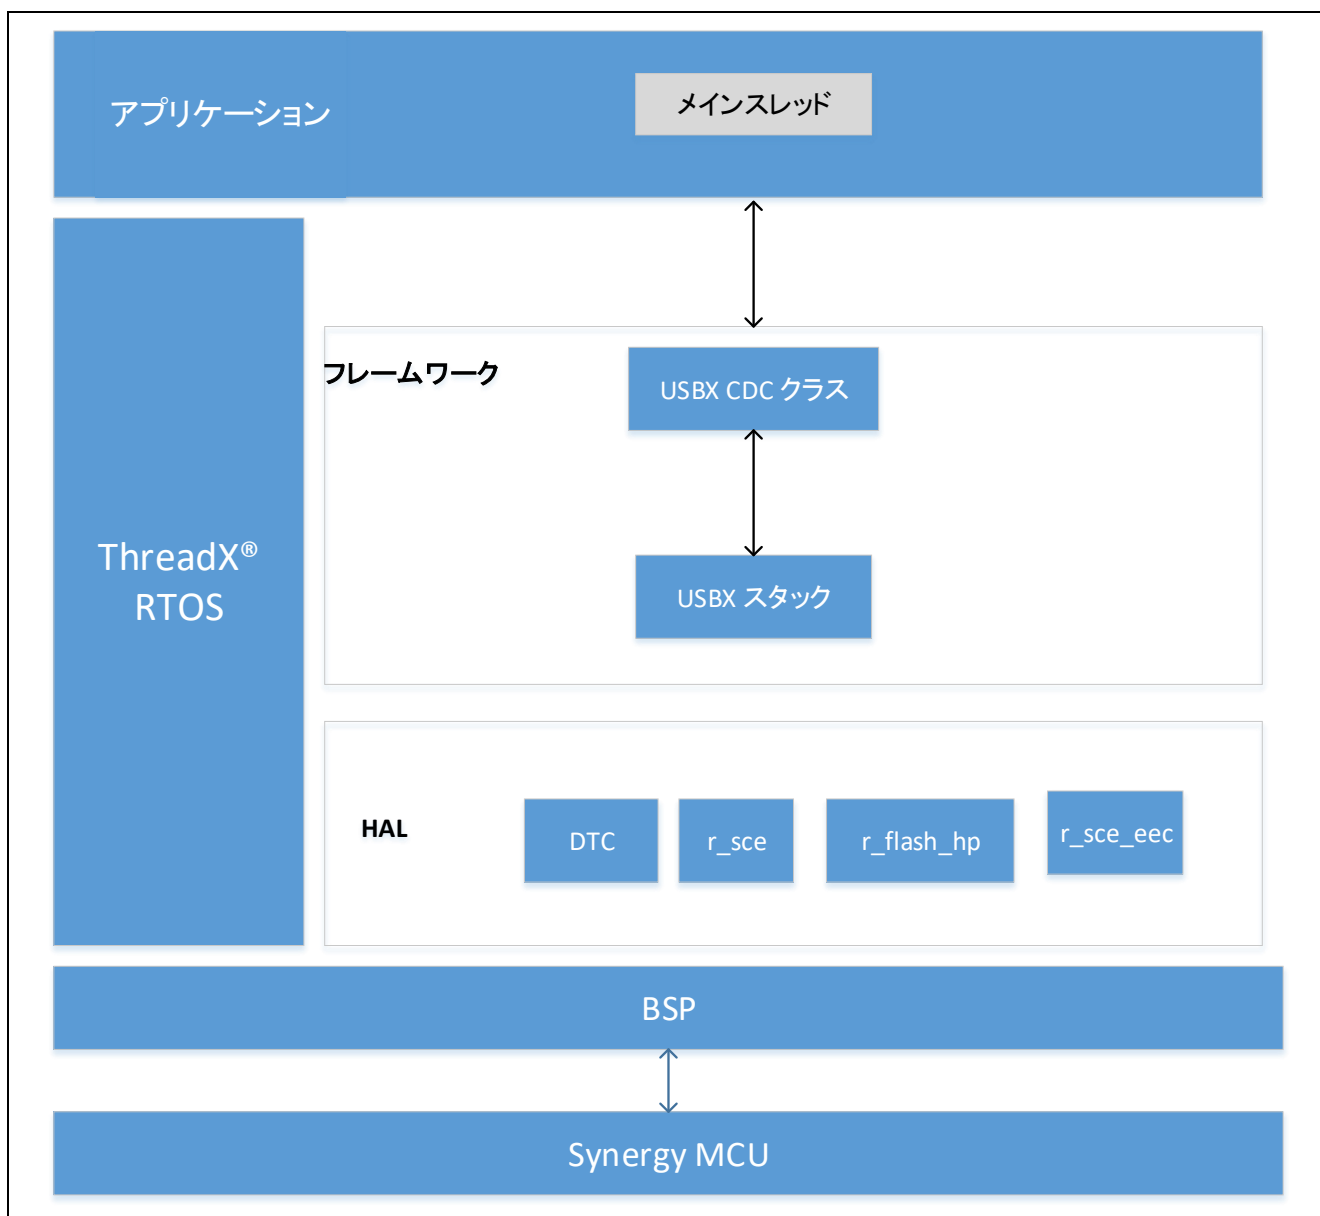 アプリケーション
メインスレッド
フレームワーク
USBX CDC クラス
ThreadX®
RTOS
USBX スタック
HAL
DTC
r_sce
r_flash_hp
r_sce_eec
BSP
Synergy MCU